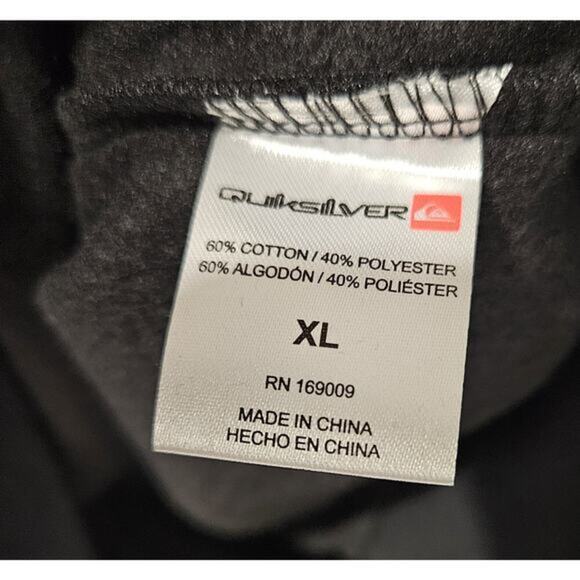 QUIKSILVER
60% COTTON / 40% POLYESTER
60% ALGODÓN / 40% POLIÉSTER
XL
RN 169009
MADE IN CHINA
HECHO EN CHINA